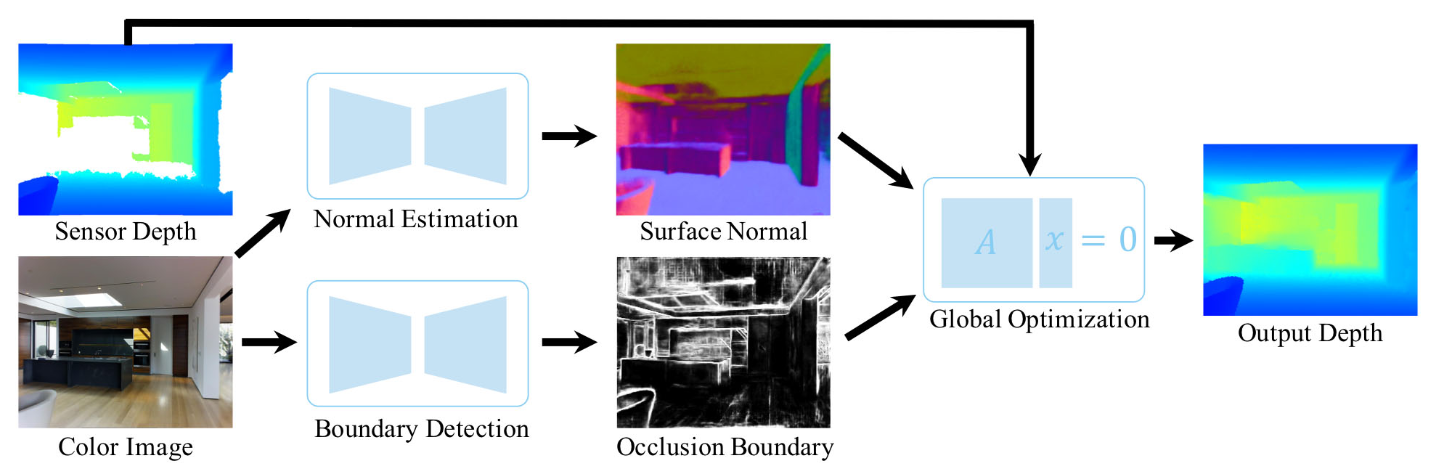 Sensor Depth
Normal Estimation
Surface Normal
A x = 0
Global Optimization
Output Depth
Color Image
Boundary Detection
Occlusion Boundary